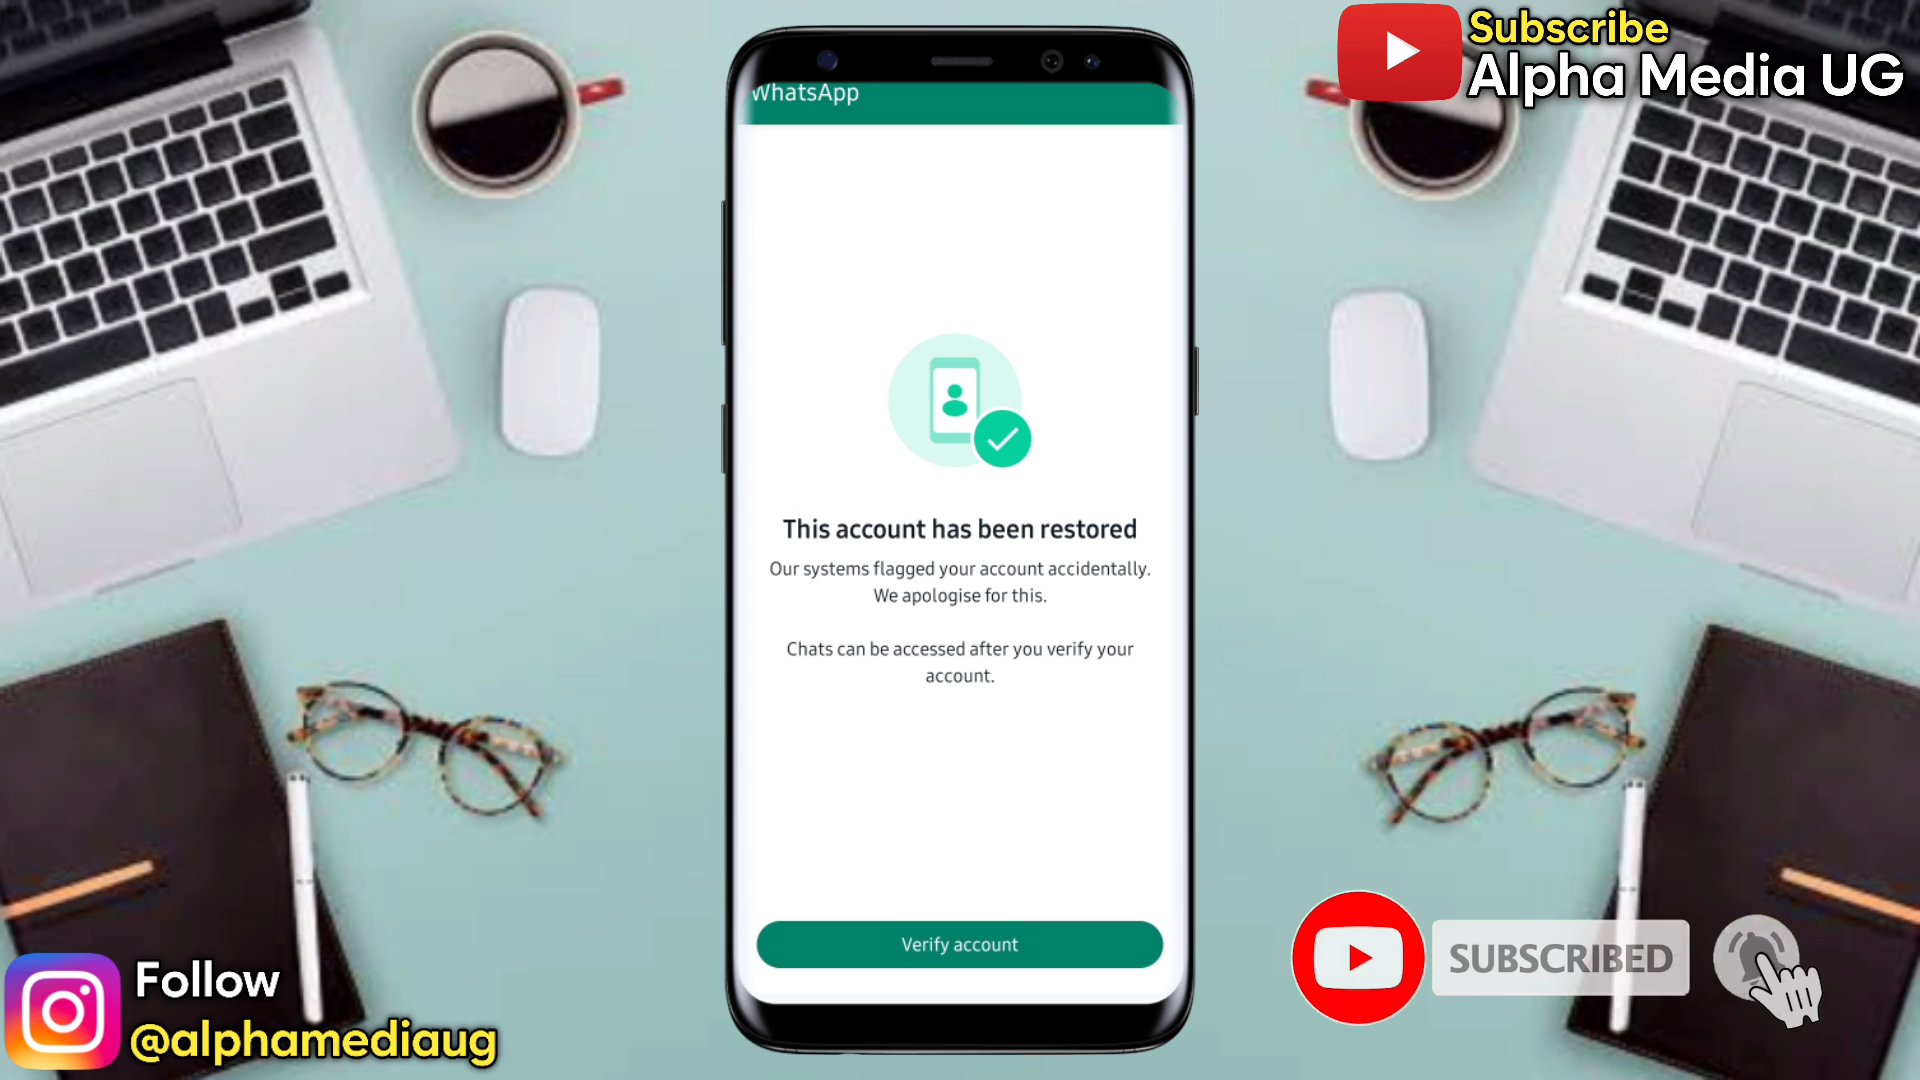 Subscribe
Alpha Media UG
WhatsApp
This account has been restored
Our systems flagged your account accidentally.
We apologise for this.
Chats can be accessed after you verify your
account.
Verify account
SUBSCRIBED
Follow
@alphamediaug